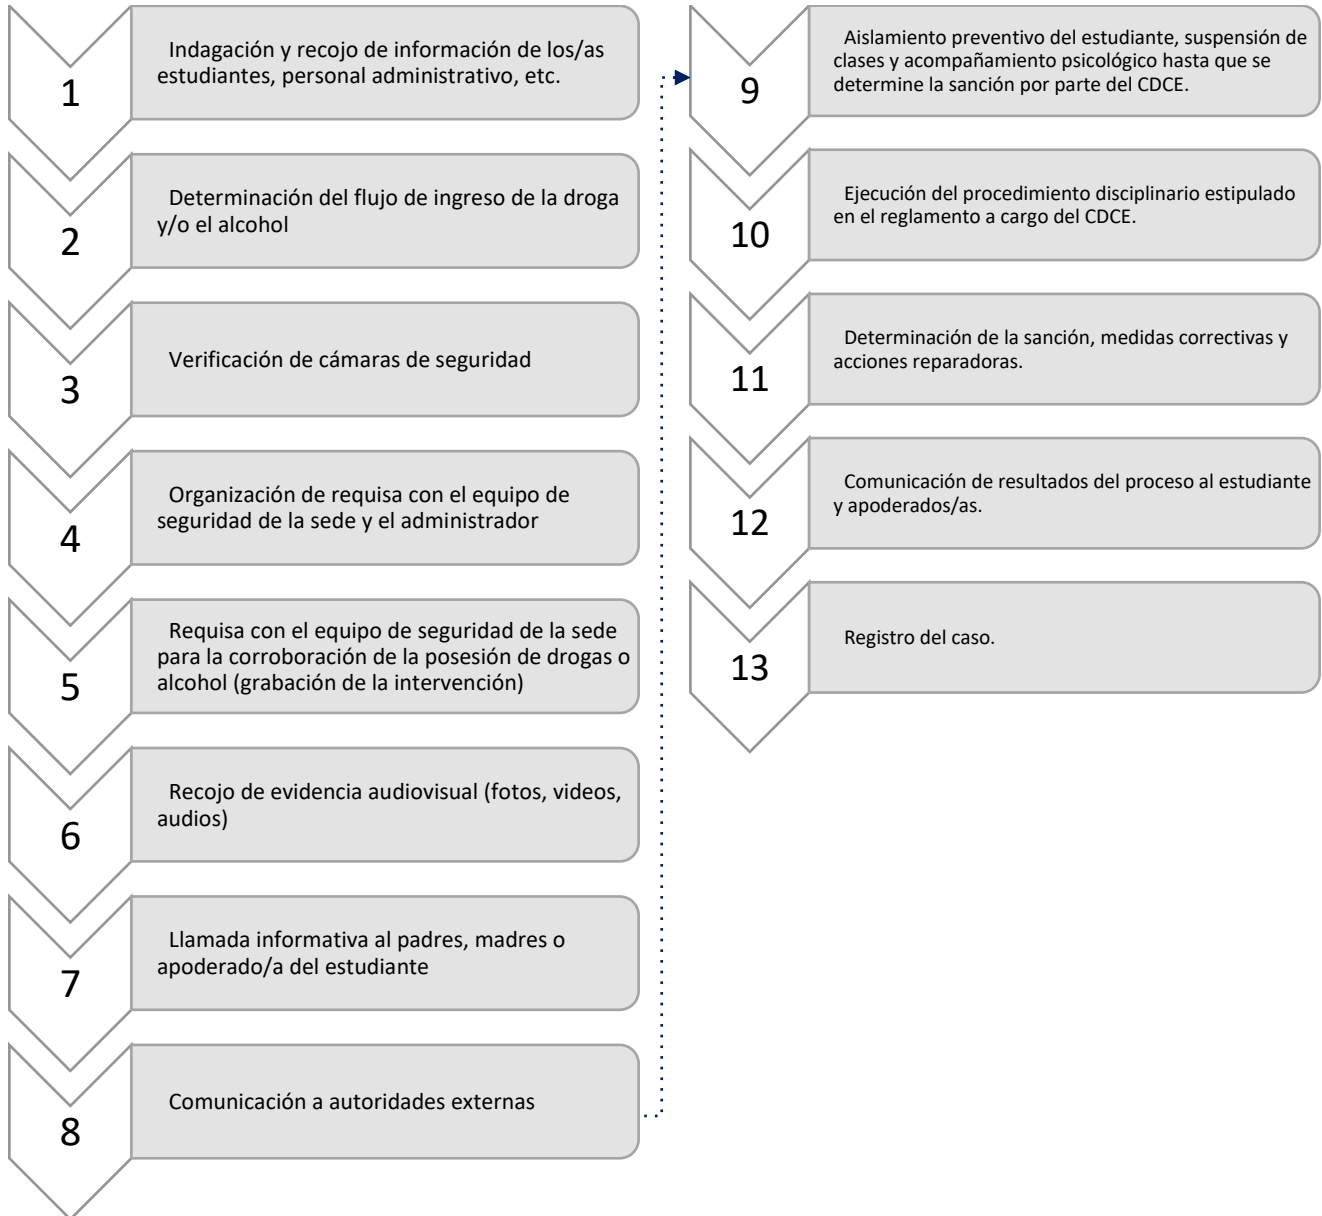 1
Indagación y recojo de información de los/as
estudiantes, personal administrativo, etc.
2
Determinación del flujo de ingreso de la droga
y/o el alcohol
3
Verificación de cámaras de seguridad
4
Organización de requisa con el equipo de
seguridad de la sede y el administrador
5
Requisa con el equipo de seguridad de la sede
para la corroboración de la posesión de drogas o
alcohol (grabación de la intervención)
6
Recojo de evidencia audiovisual (fotos, videos,
audios)
7
Llamada informativa al padres, madres o
apoderado/a del estudiante
8
Comunicación a autoridades externas
9
Aislamiento preventivo del estudiante, suspensión de
clases y acompañamiento psicológico hasta que se
determine la sanción por parte del CDCE.
10
Ejecución del procedimiento disciplinario estipulado
en el reglamento a cargo del CDCE.
11
Determinación de la sanción, medidas correctivas y
acciones reparadoras.
12
Comunicación de resultados del proceso al estudiante
y apoderados/as.
13
Registro del caso.